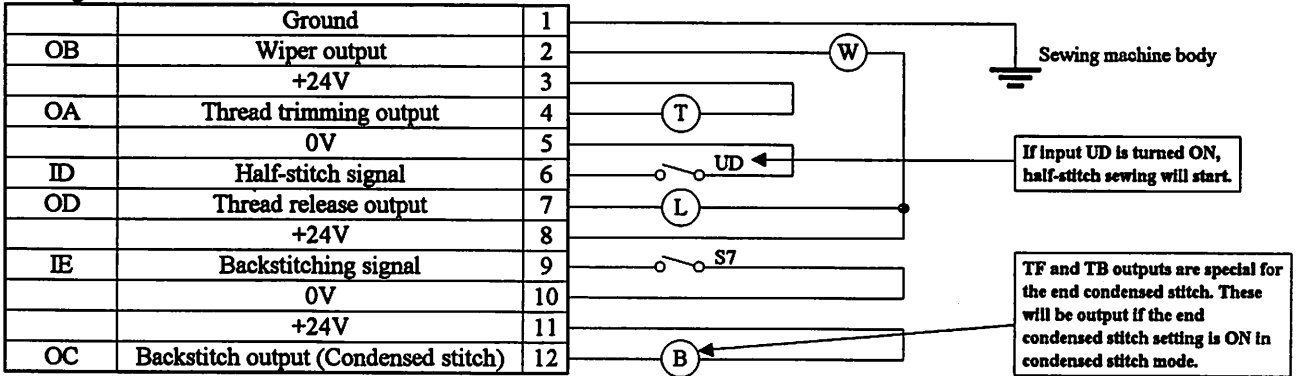 Ground 1
OB Wiper output 2
W
Sewing machine body
+24V 3
OA Thread trimming output 4
T
0V 5
ID Half-stitch signal 6
UD
If input UD is turned ON,
half-stitch sewing will start.
OD Thread release output 7
L
+24V 8
IE Backstitching signal 9
S7
0V 10
+24V 11
OC Backstitch output (Condensed stitch) 12
B
TF and TB outputs are special for
the end condensed stitch. These
will be output if the end
condensed stitch setting is ON in
condensed stitch mode.